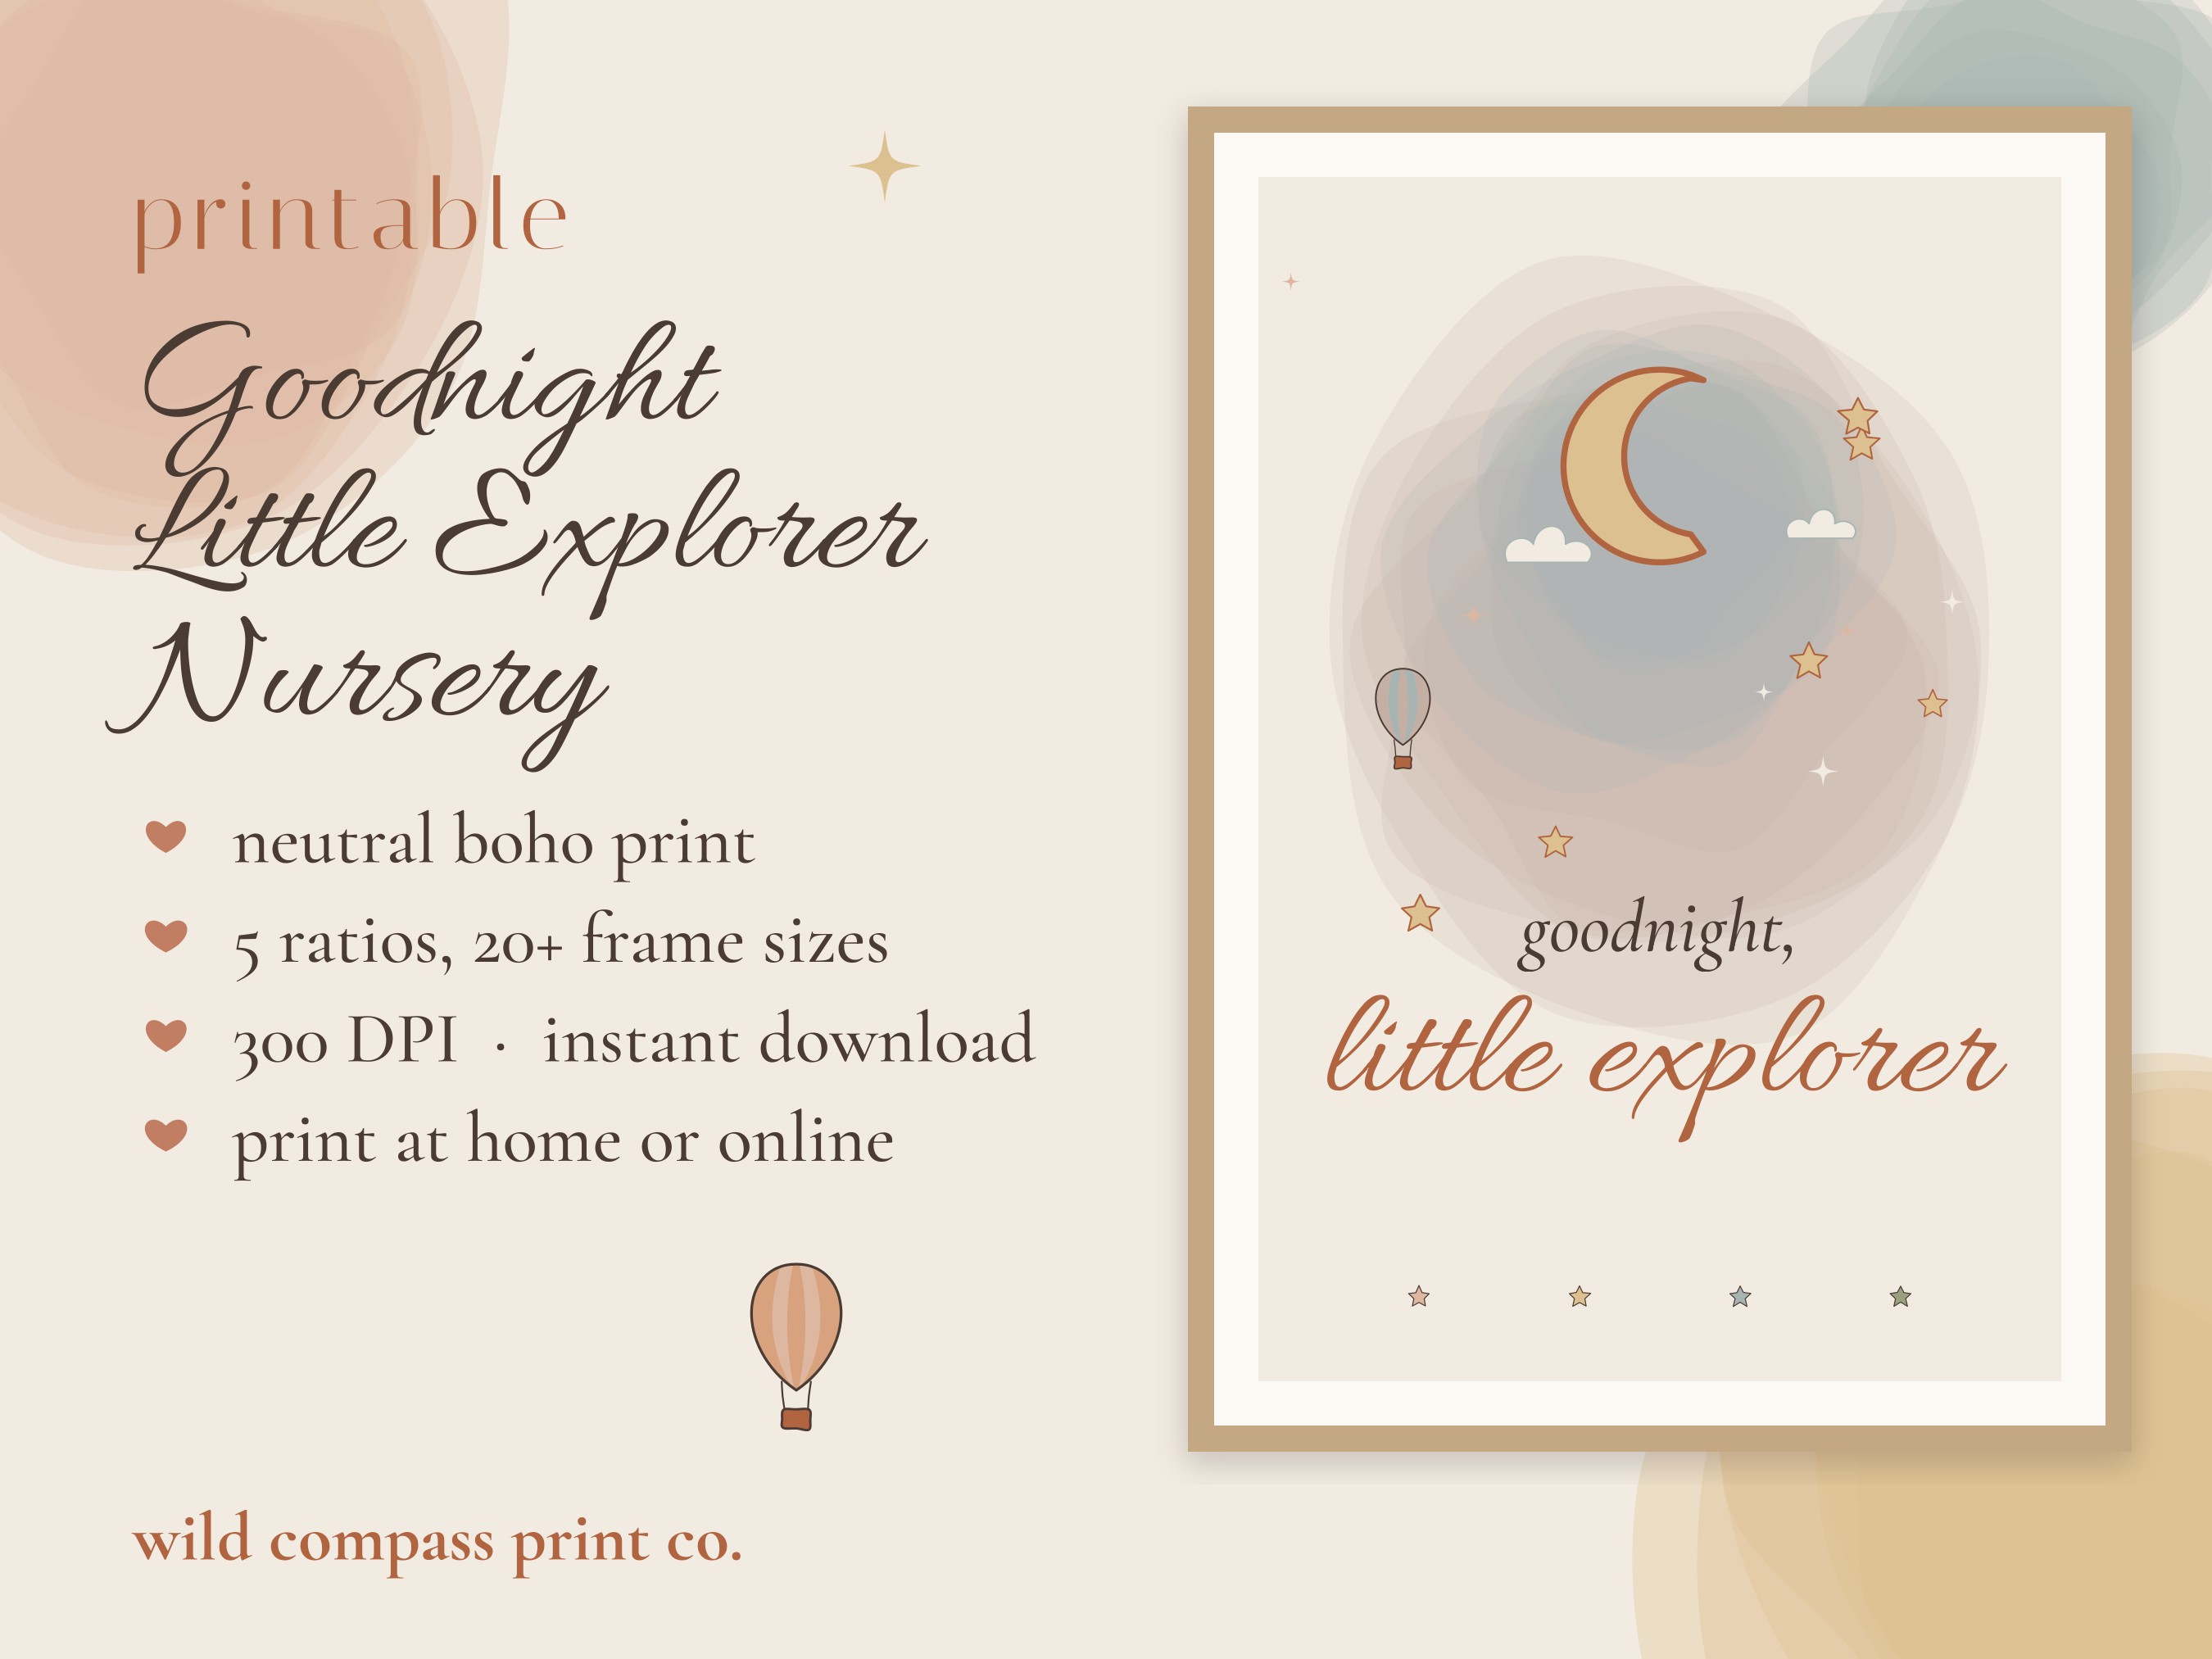 printable
Goodnight
Little Explorer
Nursery
neutral boho print
5 ratios, 20+ frame sizes
300 DPI · instant download
print at home or online
wild compass print co.
goodnight,
little explorer